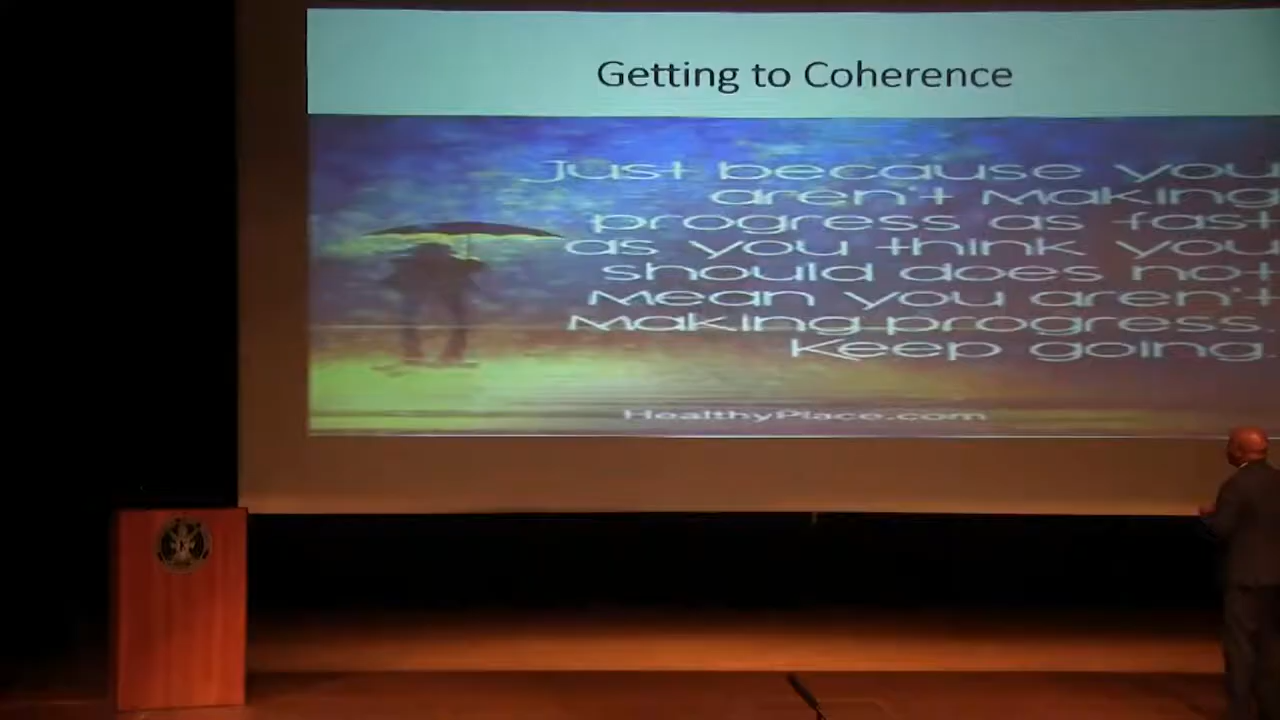 Getting to Coherence
Just because you
aren't making
progress as fast
as you think you
should does not
mean you aren't
making progress.
Keep going.
HealthyPlace.com